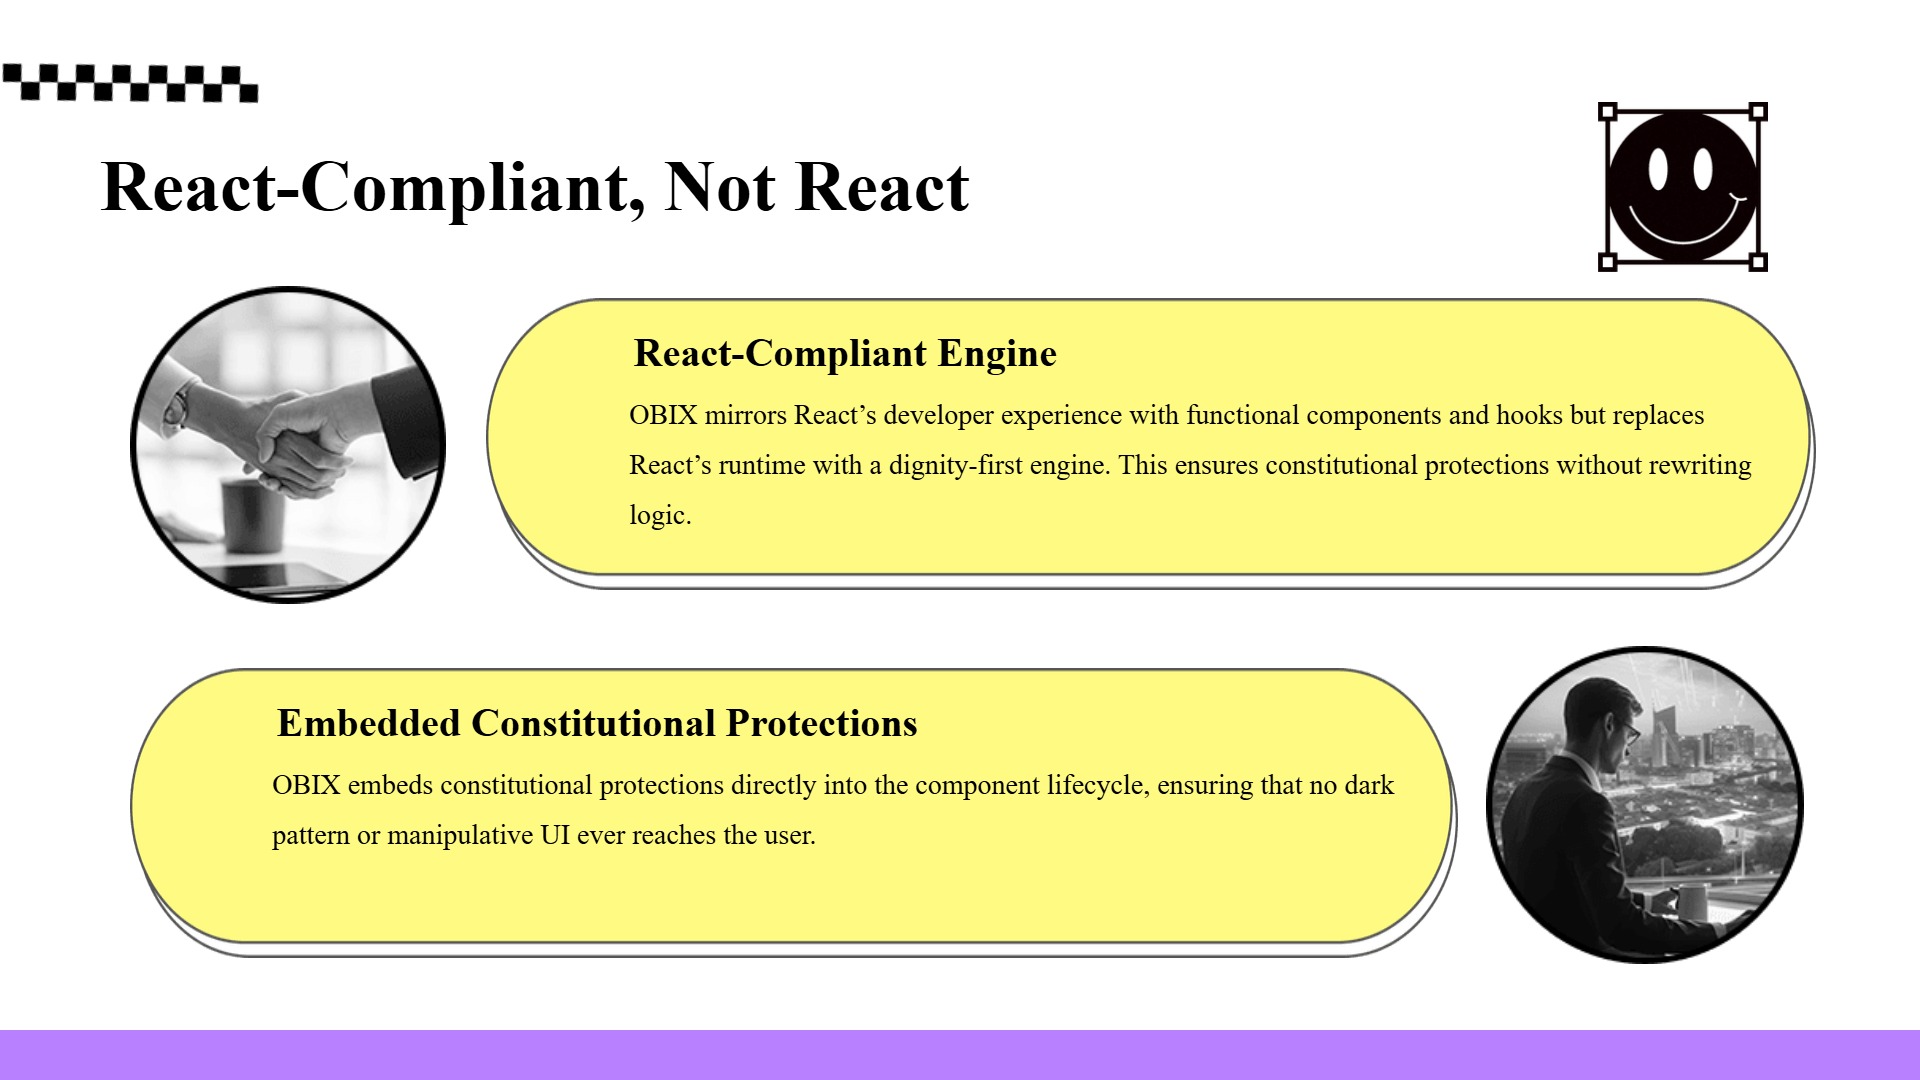 React-Compliant, Not React
React-Compliant Engine
OBIX mirrors React’s developer experience with functional components and hooks but replaces
React’s runtime with a dignity-first engine. This ensures constitutional protections without rewriting
logic.
Embedded Constitutional Protections
OBIX embeds constitutional protections directly into the component lifecycle, ensuring that no dark
pattern or manipulative UI ever reaches the user.